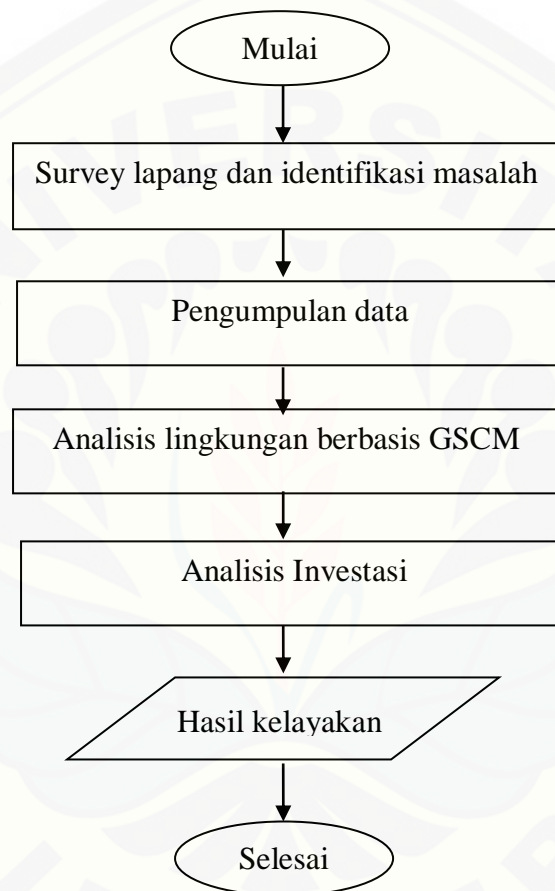 Mulai
Survey lapang dan identifikasi masalah
Pengumpulan data
Analisis lingkungan berbasis GSCM
Analisis Investasi
Hasil kelayakan
Selesai